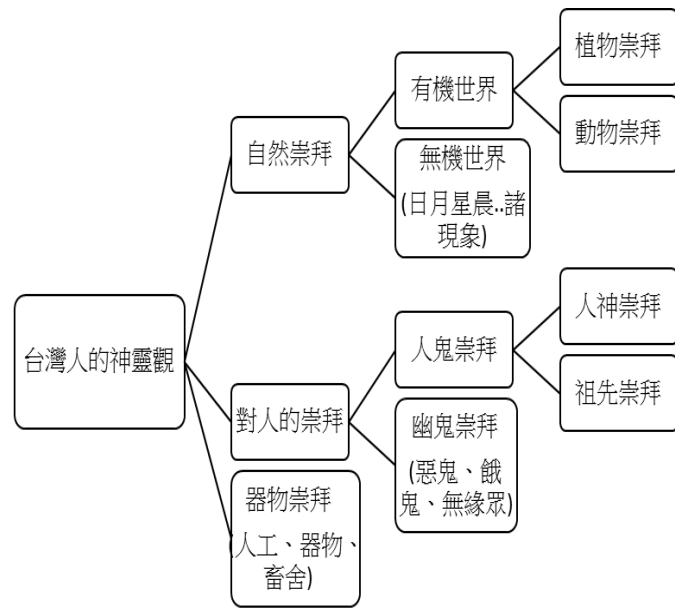 台灣人的神靈觀
自然崇拜
有機世界
植物崇拜
動物崇拜
無機世界
(日月星晨..諸
現象)
對人的崇拜
人鬼崇拜
人神崇拜
祖先崇拜
幽鬼崇拜
(惡鬼、餓
鬼、無緣眾)
器物崇拜
(人工、器物、
畜舍)